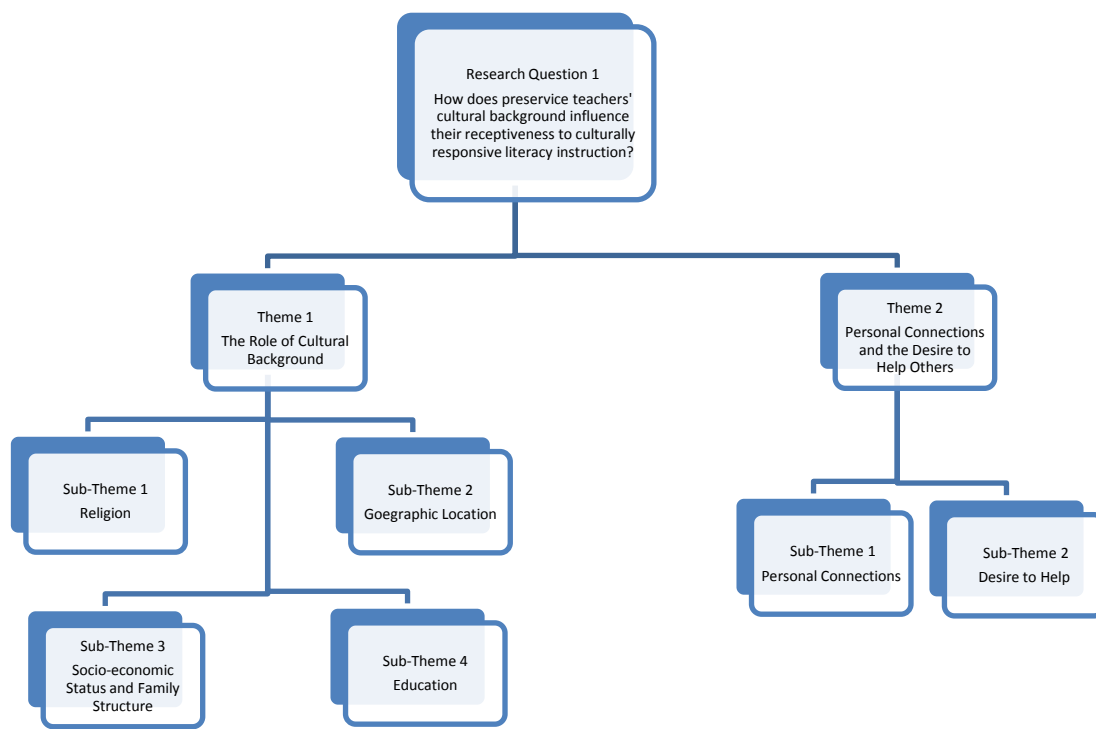 Research Question 1
How does preservice teachers'
cultural background influence
their receptiveness to culturally
responsive literacy instruction?
Theme 1
The Role of Cultural
Background
Theme 2
Personal Connections
and the Desire to
Help Others
Sub-Theme 1
Religion
Sub-Theme 2
Goegraphic Location
Sub-Theme 3
Socio-economic
Status and Family
Structure
Sub-Theme 4
Education
Sub-Theme 1
Personal Connections
Sub-Theme 2
Desire to Help